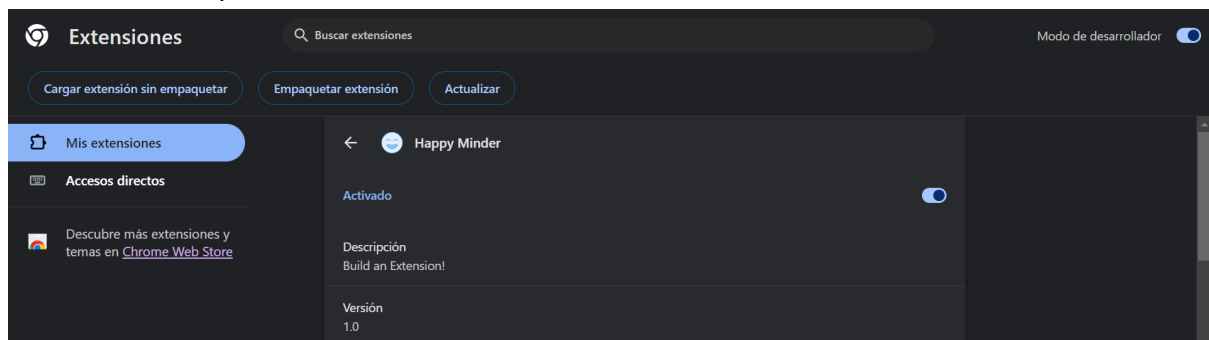 Extensiones
Buscar extensiones
Modo de desarrollador
Cargar extensión sin empaquetar
Empaquetar extensión
Actualizar
Mis extensiones
Accesos directos
Descubre más extensiones y
temas en Chrome Web Store
Happy Minder
Activado
Descripción
Build an Extension!
Versión
1.0